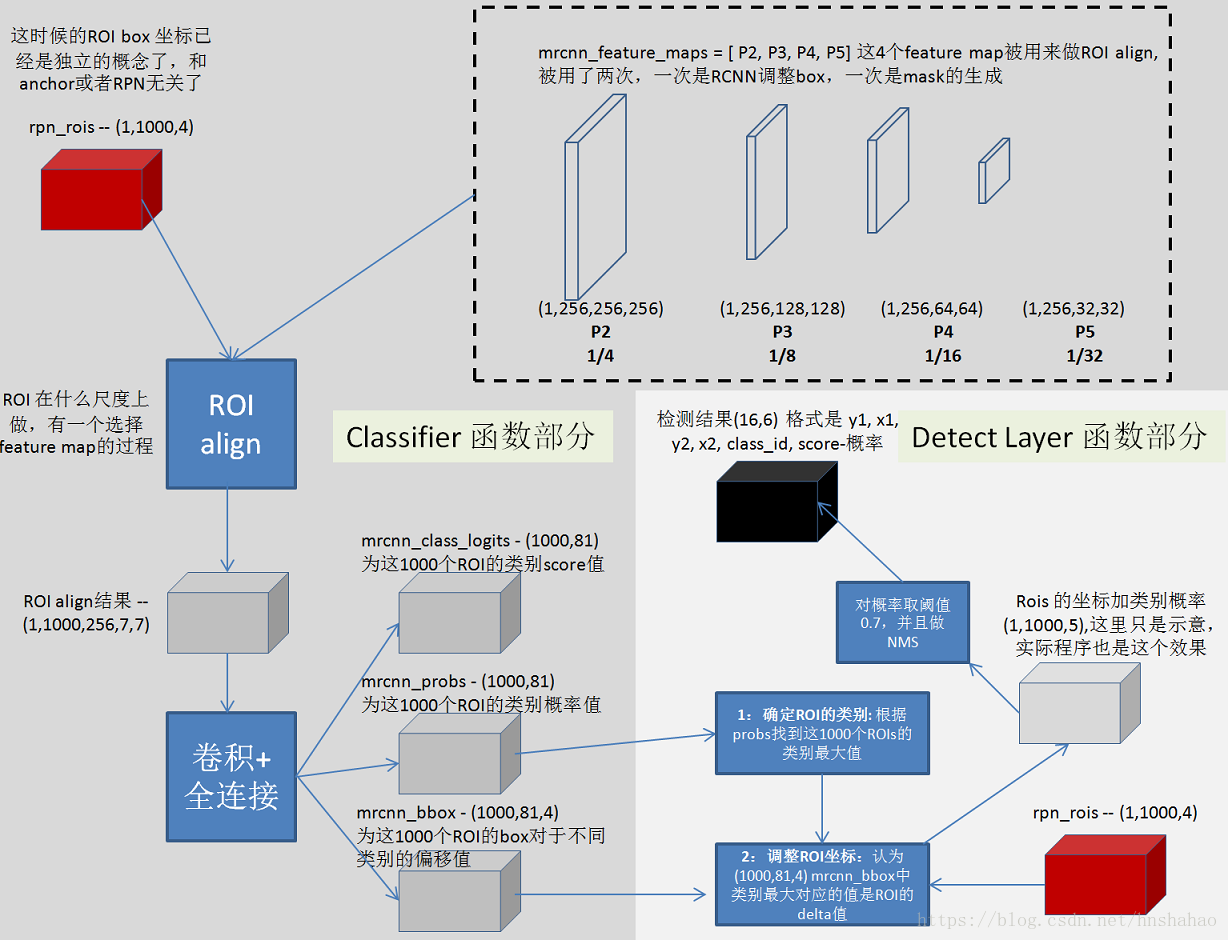 这时候的ROI box 坐标已
经是独立的概念了，和
anchor或者RPN无关了
rpn_rois -- (1,1000,4)
mrcnn_feature_maps = [ P2, P3, P4, P5] 这4个feature map被用来做ROI align,
被用了两次，一次是RCNN调整box，一次是mask的生成
(1,256,256,256)
P2
1/4
(1,256,128,128)
P3
1/8
(1,256,64,64)
P4
1/16
(1,256,32,32)
P5
1/32
ROI 在什么尺度上
做，有一个选择
feature map的过程
ROI
align
Classifier 函数部分
检测结果(16,6) 格式是 y1, x1,
y2, x2, class_id, score-概率
Detect Layer 函数部分
ROI align结果 --
(1,1000,256,7,7)
mrcnn_class_logits - (1000,81)
为这1000个ROI的类别score值
mrcnn_probs - (1000,81)
为这1000个ROI的类别概率值
卷积+
全连接
mrcnn_bbox - (1000,81,4)
为这1000个ROI的box对于不同
类别的偏移值
对概率取阈值
0.7，并且做
NMS
Rois 的坐标加类别概率
(1,1000,5),这里只是示意，
实际程序也是这个效果
1：确定ROI的类别: 根据
probs找到这1000个ROIs的
类别最大值
rpn_rois -- (1,1000,4)
2：调整ROI坐标：认为
(1000,81,4) mrcnn_bbox中
类别最大对应的值是ROI的
delta值
https://blog.csdn.net/hnshahao